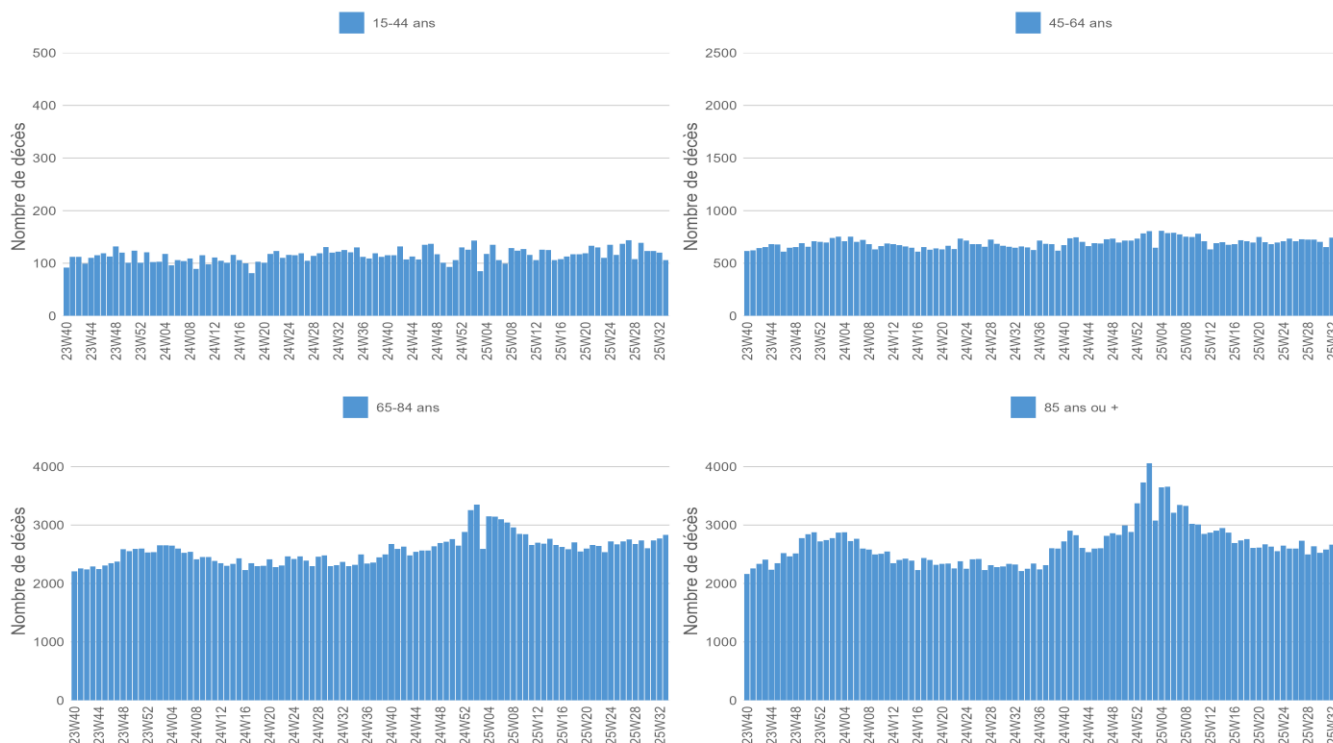 15-44 ans
500
400
300
200
100
0
Nombre de décès
23W40 23W44 23W48 23W52 24W04 24W08 24W12 24W16 24W20 24W24 24W28 24W32 24W36 24W40 24W44 24W48 24W52 25W04 25W08 25W12 25W16 25W20 25W24 25W28 25W32
45-64 ans
2500
2000
1500
1000
500
0
Nombre de décès
23W40 23W44 23W48 23W52 24W04 24W08 24W12 24W16 24W20 24W24 24W28 24W32 24W36 24W40 24W44 24W48 24W52 25W04 25W08 25W12 25W16 25W20 25W24 25W28 25W32
65-84 ans
4000
3000
2000
1000
0
Nombre de décès
23W40 23W44 23W48 23W52 24W04 24W08 24W12 24W16 24W20 24W24 24W28 24W32 24W36 24W40 24W44 24W48 24W52 25W04 25W08 25W12 25W16 25W20 25W24 25W28 25W32
85 ans ou +
4000
3000
2000
1000
0
Nombre de décès
23W40 23W44 23W48 23W52 24W04 24W08 24W12 24W16 24W20 24W24 24W28 24W32 24W36 24W40 24W44 24W48 24W52 25W04 25W08 25W12 25W16 25W20 25W24 25W28 25W32